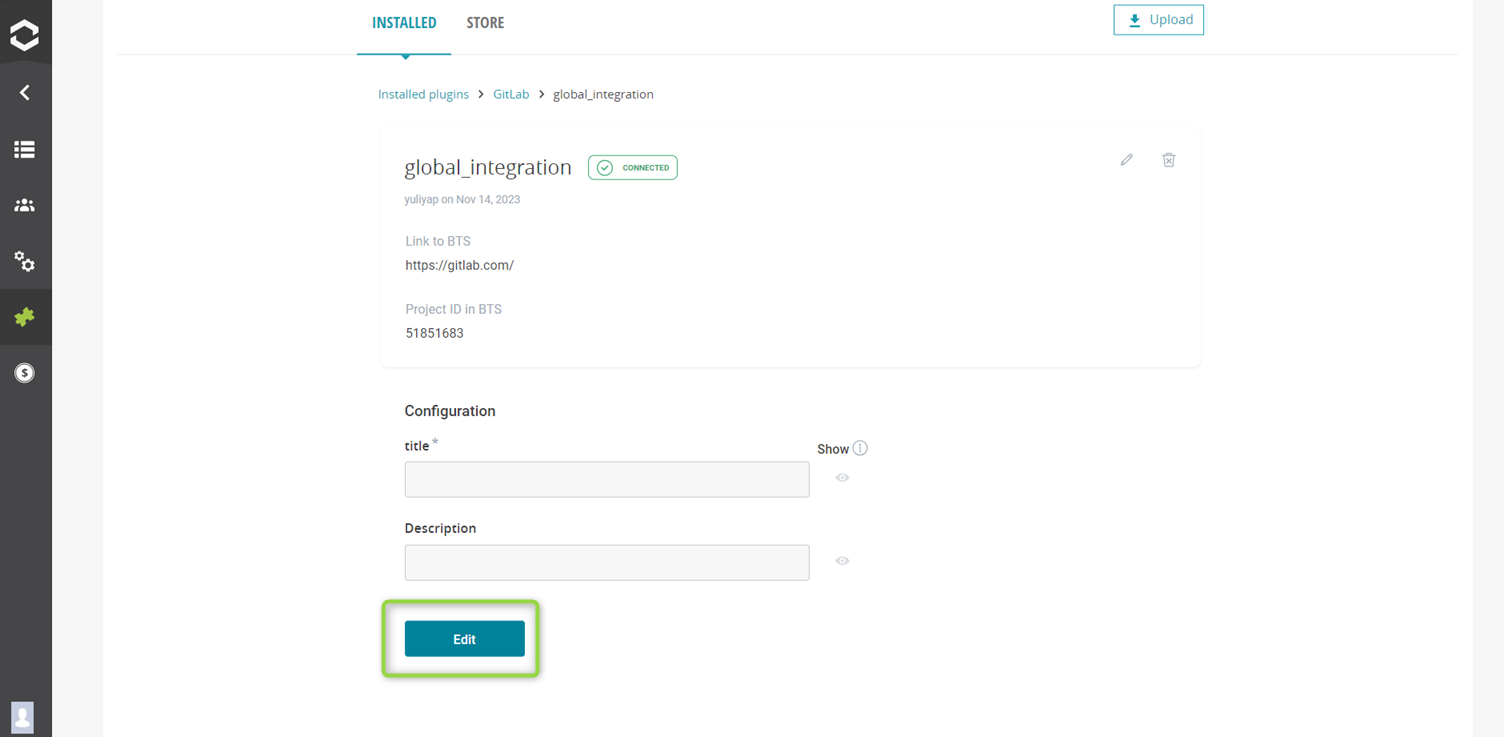 INSTALLED STORE Upload
Installed plugins > GitLab > global_integration
global_integration CONNECTED
yuliyap on Nov 14, 2023
Link to BTS
https://gitlab.com/
Project ID in BTS
51851683
Configuration
title * Show i
Description
Edit
$